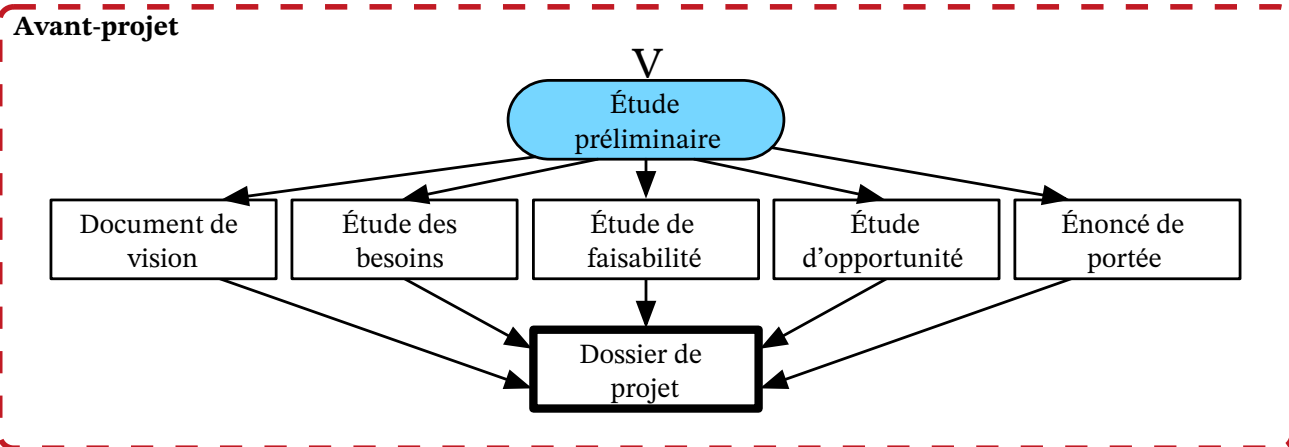 Avant-projet
V
Étude
préliminaire
Document de
vision
Étude des
besoins
Étude de
faisabilité
Étude
d'opportunité
Énoncé de
portée
Dossier de
projet